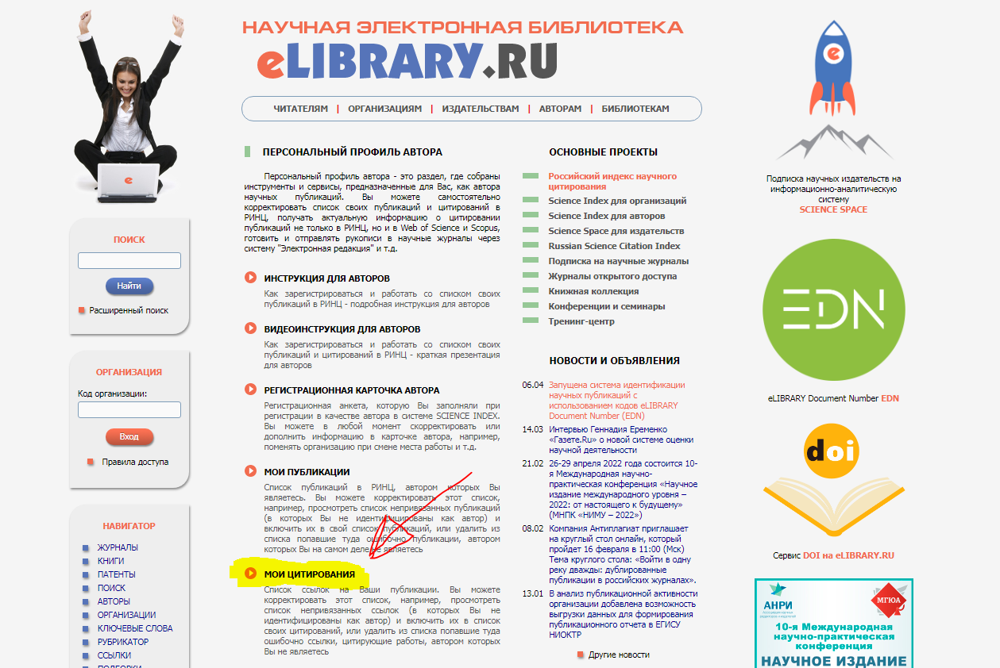 НАУЧНАЯ ЭЛЕКТРОННАЯ БИБЛИОТЕКА
eLIBRARY.RU
ЧИТАТЕЛЯМ | ОРГАНИЗАЦИЯМ | ИЗДАТЕЛЬСТВАМ | АВТОРАМ | БИБЛИОТЕКАМ
e
ПОИСК
Найти
Расширенный поиск
ОРГАНИЗАЦИЯ
Код организации:
Вход
Правила доступа
НАВИГАТОР
ЖУРНАЛЫ
КНИГИ
ПАТЕНТЫ
ПОИСК
АВТОРЫ
ОРГАНИЗАЦИИ
КЛЮЧЕВЫЕ СЛОВА
РУБРИКАТОР
ССЫЛКИ
ПОДБОРКИ
ПЕРСОНАЛЬНЫЙ ПРОФИЛЬ АВТОРА
Персональный профиль автора - это раздел, где собраны
инструменты и сервисы, предназначенные для Вас, как автора
научных публикаций. Вы можете самостоятельно
корректировать список своих публикаций и цитирований в
РИНЦ, получать актуальную информацию о цитировании
публикаций не только в РИНЦ, но и в Web of Science и Scopus,
готовить и отправлять рукописи в научные журналы через
систему "Электронная редакция" и т.д.
ИНСТРУКЦИЯ ДЛЯ АВТОРОВ
Как зарегистрироваться и работать со списком своих
публикаций в РИНЦ - подробная инструкция для авторов
ВИДЕОИНСТРУКЦИЯ ДЛЯ АВТОРОВ
Как зарегистрироваться и работать со списком своих
публикаций и цитирований в РИНЦ - краткая презентация
для авторов
РЕГИСТРАЦИОННАЯ КАРТОЧКА АВТОРА
Регистрационная анкета, которую Вы заполняли при
регистрации в качестве автора в системе SCIENCE INDEX.
Вы можете в любой момент скорректировать или
дополнить информацию в карточке автора, например,
поменять организацию при смене места работы и т.д.
МОИ ПУБЛИКАЦИИ
Список публикаций в РИНЦ, автором которых Вы
являетесь. Вы можете корректировать этот список,
например, просмотреть список непривязанных публикаций
(в которых Вы не идентифицированы как автор) и
включить их в свой список публикаций, или удалить из
списка попавшие туда ошибочно публикации, автором
которых Вы на самом деле не являетесь
МОИ ЦИТИРОВАНИЯ
Список ссылок на Ваши публикации. Вы можете
корректировать этот список, например, просмотреть
список непривязанных ссылок (в которых Вы не
идентифицированы как автор) и включить их в список
своих цитирований, или удалить из списка попавшие туда
ошибочно ссылки, цитирующие работы, автором которых
Вы не являетесь
ОСНОВНЫЕ ПРОЕКТЫ
Российский индекс научного
цитирования
Science Index для организаций
Science Index для авторов
Science Space для издательств
Russian Science Citation Index
Подписка на научные журналы
Журналы открытого доступа
Книжная коллекция
Конференции и семинары
Тренинг-центр
НОВОСТИ И ОБЪЯВЛЕНИЯ
06.04 Запущена система идентификации
научных публикаций с
использованием кодов eLIBRARY
Document Number (EDN)
14.03 Интервью Геннадия Еременко
«Газете.Ru» о новой системе оценки
научной деятельности
21.02 26-29 апреля 2022 года состоится 10-
я Международная научно-
практическая конференция «Научное
издание международного уровня –
2022: от настоящего к будущему»
(МНПК «НИМУ – 2022»)
08.02 Компания Антиплагиат приглашает
на круглый стол онлайн, который
пройдет 16 февраля в 11:00 (Мск)
Тема круглого стола: «Войти в одну
реку дважды: дублированные
публикации в российских журналах».
13.01 В анализ публикационной активности
организации добавлена возможность
выгрузки данных для формирования
публикационного отчета в ЕГИСУ
НИОКТР
Другие новости
e
Подписка научных издательств на
информационно-аналитическую
систему
SCIENCE SPACE
EDN
eLIBRARY Document Number EDN
doi
Сервис DOI на eLIBRARY.RU
АНРИ
МГЮА
10-я Международная
научно-практическая
конференция
НАУЧНОЕ ИЗДАНИЕ